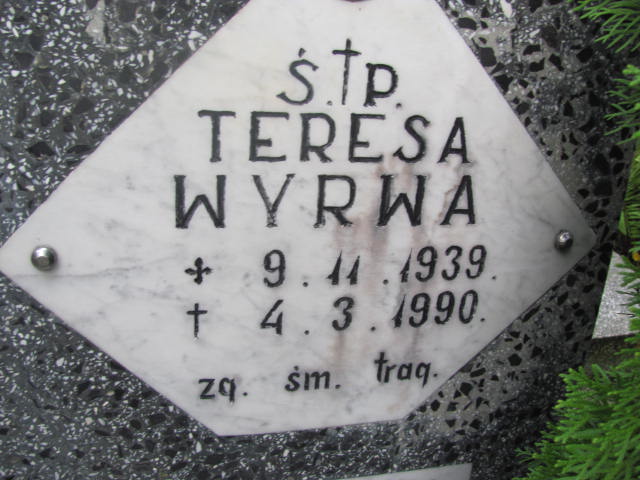 Ś.†P.
TERESA
WYRWA
9.11.1939.
† 4.3.1990.
zg. śm. trag.